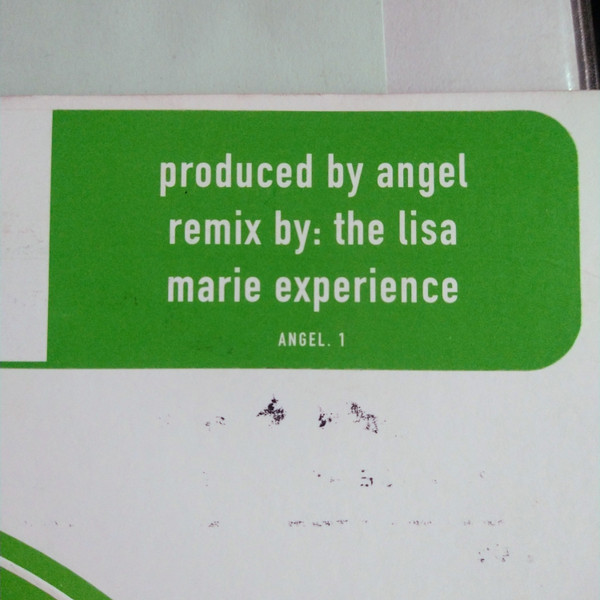 produced by angel
remix by: the lisa
marie experience
ANGEL. 1